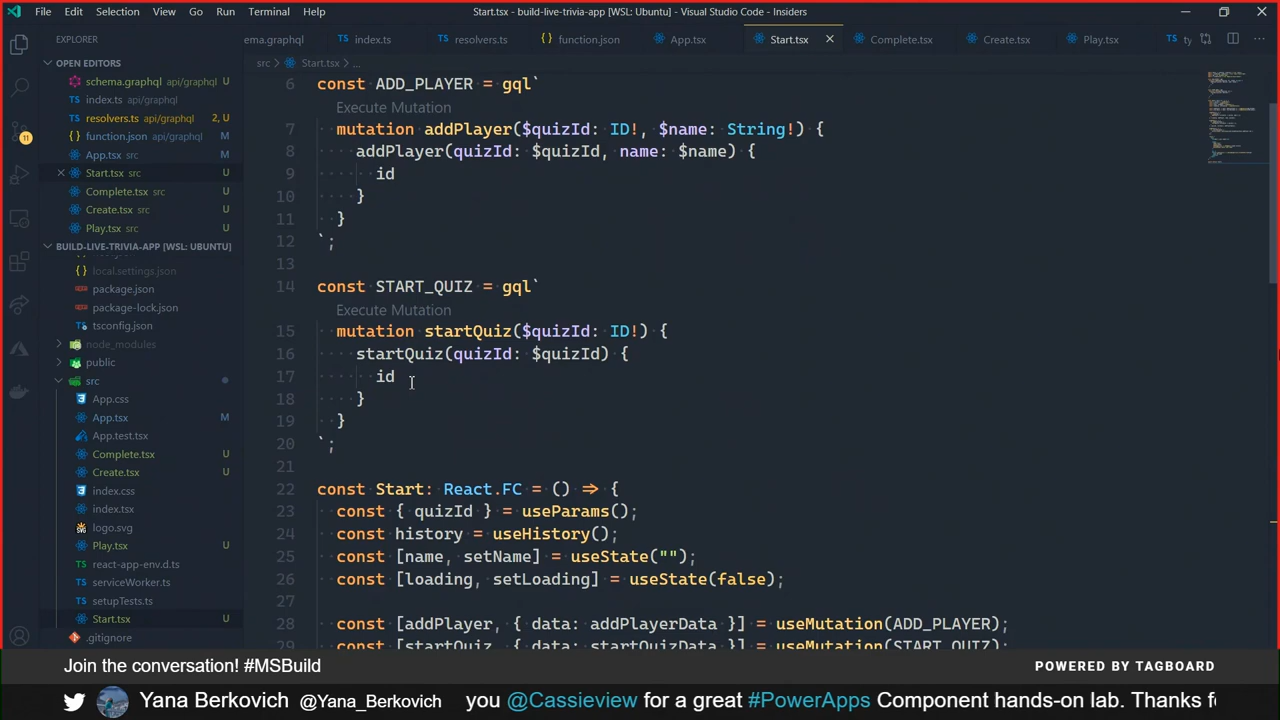 File Edit Selection View Go Run Terminal Help
Start.tsx - build-live-trivia-app [WSL: Ubuntu] - Visual Studio Code - Insiders
EXPLORER
ema.graphql index.ts resolvers.ts function.json App.tsx Start.tsx Complete.tsx Create.tsx Play.tsx ty
OPEN EDITORS
schema.graphql api/graphql U
index.ts api/graphql
resolvers.ts api/graphql 2, U
function.json api/graphql M
App.tsx src M
Start.tsx src U
Complete.tsx src U
Create.tsx src U
Play.tsx src U
11
BUILD-LIVE-TRIVIA-APP [WSL: UBUNTU]
local.settings.json
package.json
package-lock.json
tsconfig.json
node_modules
public
src
App.css
App.tsx M
App.test.tsx
Complete.tsx U
Create.tsx U
index.css
index.tsx
logo.svg
Play.tsx U
react-app-env.d.ts
serviceWorker.ts
setupTests.ts
Start.tsx U
.gitignore
src > Start.tsx > ...
6 const ADD_PLAYER = gql`
Execute Mutation
7 mutation addPlayer($quizId: ID!, $name: String!) {
8 addPlayer(quizId: $quizId, name: $name) {
9 id
10 }
11 }
12 `;
13
14 const START_QUIZ = gql`
Execute Mutation
15 mutation startQuiz($quizId: ID!) {
16 startQuiz(quizId: $quizId) {
17 id
18 }
19 }
20 `;
21
22 const Start: React.FC = () => {
23 const { quizId } = useParams();
24 const history = useHistory();
25 const [name, setName] = useState("");
26 const [loading, setLoading] = useState(false);
27
28 const [addPlayer, { data: addPlayerData }] = useMutation(ADD_PLAYER);
29 const [startQuiz, { data: startQuizData }] = useMutation(START_QUIZ);
Join the conversation! #MSBuild
POWERED BY TAGBOARD
Yana Berkovich @Yana_Berkovich you @Cassieview for a great #PowerApps Component hands-on lab. Thanks f